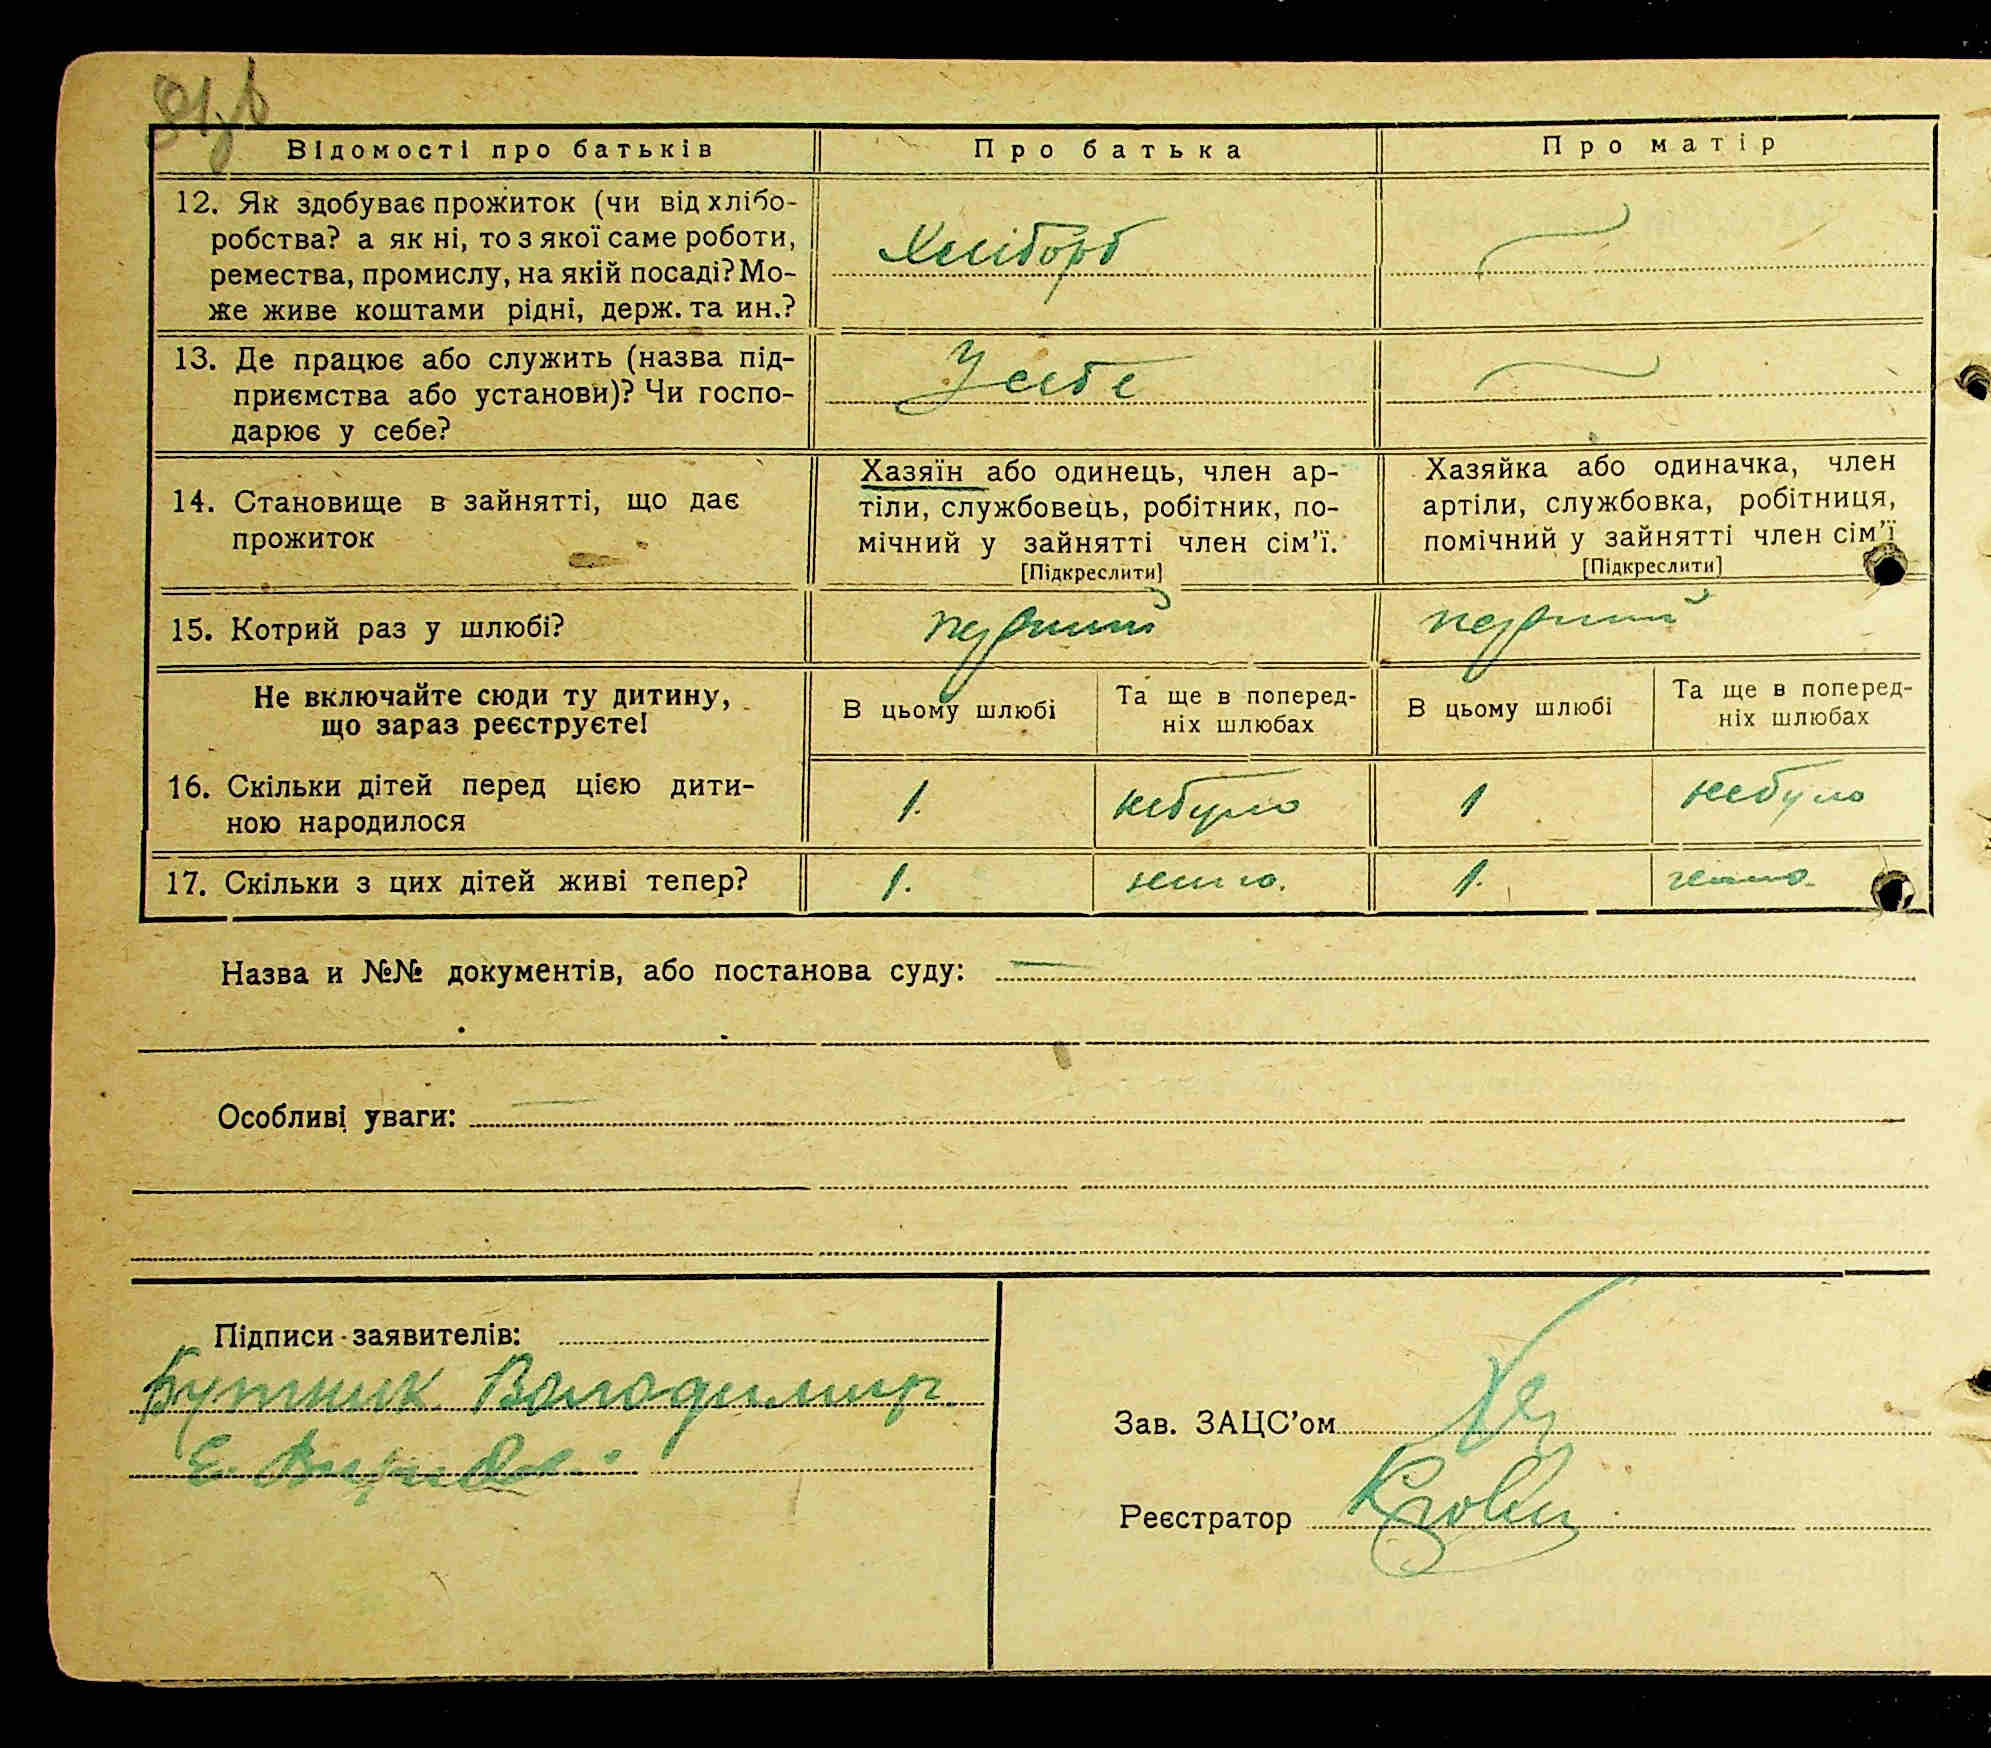 Відомості про батьків
Про батька
Про матір
12. Як здобуває прожиток (чи від хлібо-
робства? а як ні, то з якої саме роботи,
ремества, промислу, на якій посаді? Мо-
же живе коштами рідні, держ. та ин.?
Хлібороб
13. Де працює або служить (назва під-
приємства або установи)? Чи госпо-
дарює у себе?
У себе
14. Становище в зайнятті, що дає
прожиток
Хазяїн або одинець, член ар-
тіли, службовець, робітник, по-
мічний у зайнятті член сім'ї.
[Підкреслити]
Хазяйка або одиначка, член
артіли, службовка, робітниця,
помічний у зайнятті член сім'ї
[Підкреслити]
15. Котрий раз у шлюбі?
первий
первий
Не включайте сюди ту дитину,
що зараз реєструєте!
В цьому шлюбі
Та ще в поперед-
ніх шлюбах
В цьому шлюбі
Та ще в поперед-
ніх шлюбах
16. Скільки дітей перед цією дити-
ною народилося
1.
небуло
1
небуло
17. Скільки з цих дітей живі тепер?
1.
1.
Назва и №№ документів, або постанова суду: —
Особливі уваги: —
Підписи заявителів:
Бутник Володимир
Е.
Зав. ЗАЦС'ом
Реєстратор